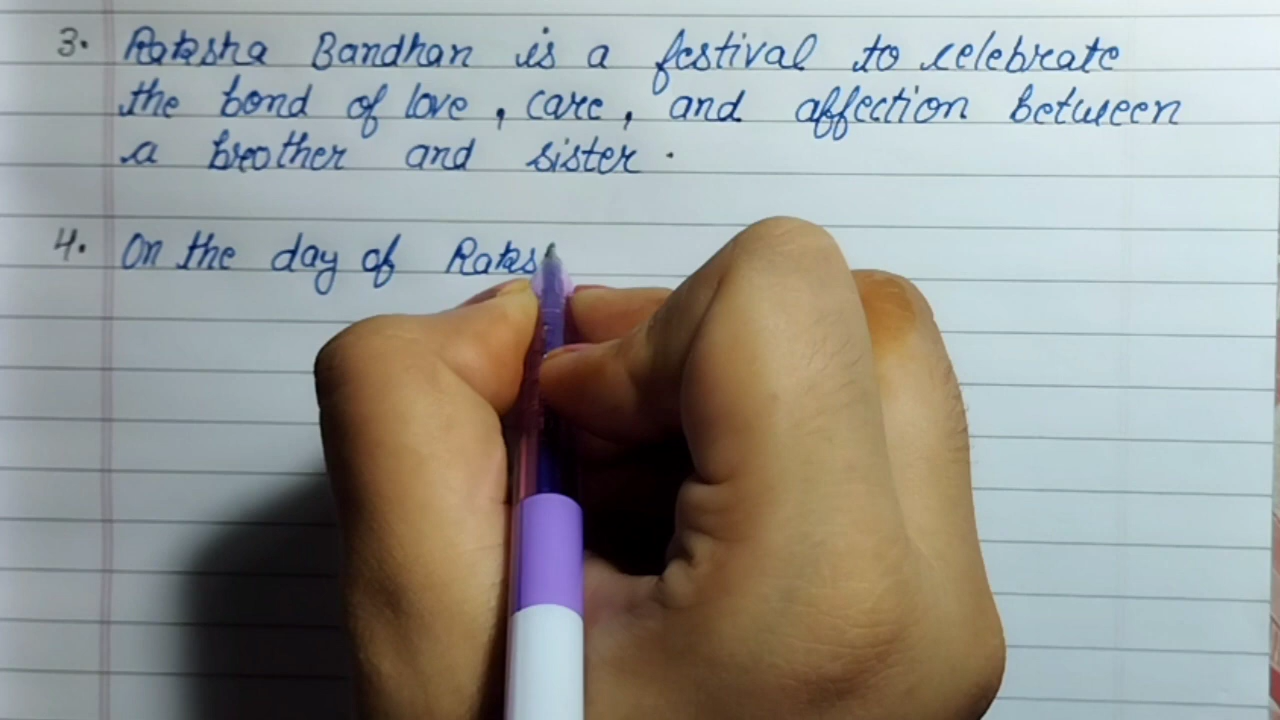 3. Raksha Bandhan is a festival to celebrate
the bond of love, care, and affection between
a brother and sister.
4. On the day of Raks